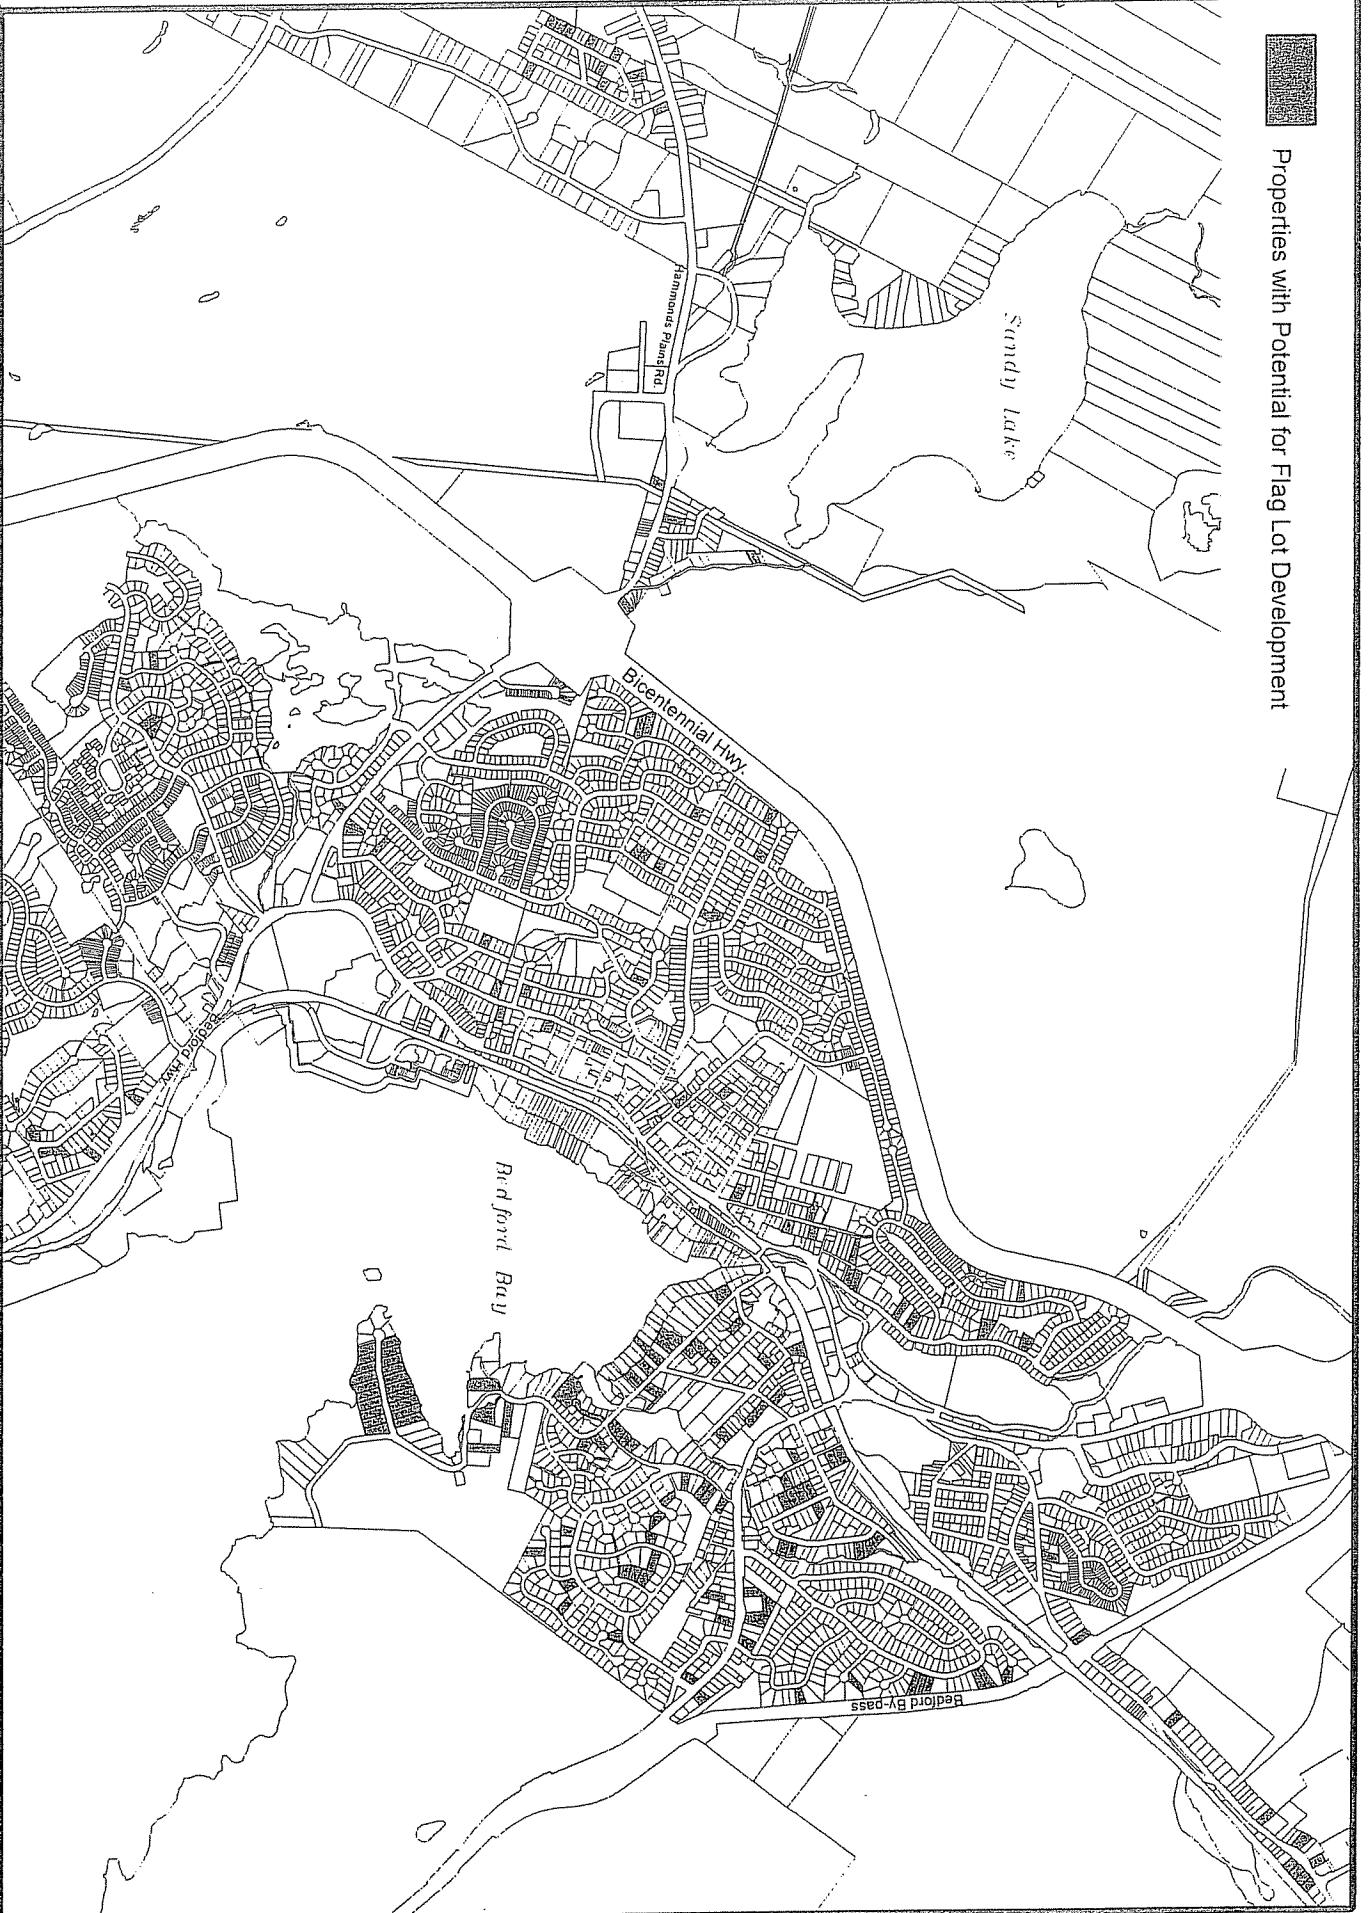 Properties with Potential for Flag Lot Development
Sandy Lake
Hammonds Plains Rd.
Bicentennial Hwy.
Bedford Hwy.
Bedford Bay
Bedford By-pass